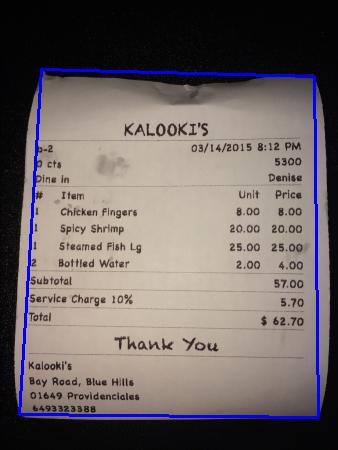 KALOOKI'S
b-2 03/14/2015 8:12 PM
0 cts 5300
Dine in Denise
# Item Unit Price
1 Chicken Fingers 8.00 8.00
1 Spicy Shrimp 20.00 20.00
1 Steamed Fish Lg 25.00 25.00
2 Bottled Water 2.00 4.00
Subtotal 57.00
Service Charge 10% 5.70
Total $ 62.70
Thank You
Kalooki's
Bay Road, Blue Hills
01649 Providenciales
6493323388